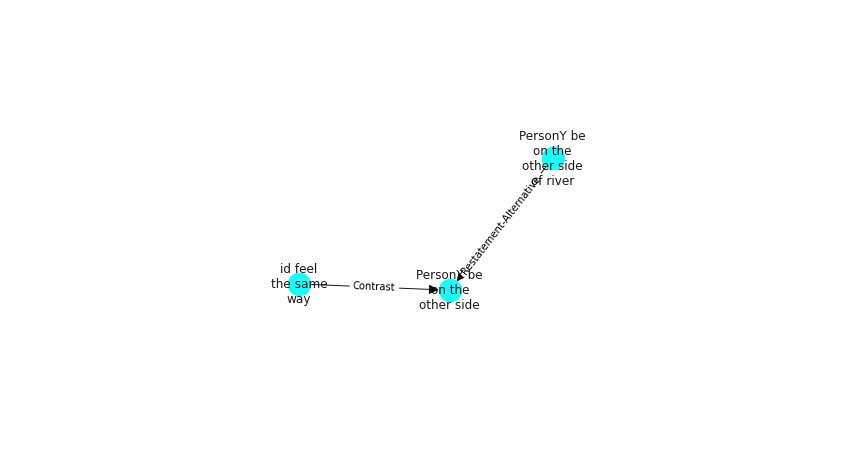 PersonY be
on the
other side
of river
Restatement-Alternative
id feel
the same
way
Contrast
PersonY be
on the
other side